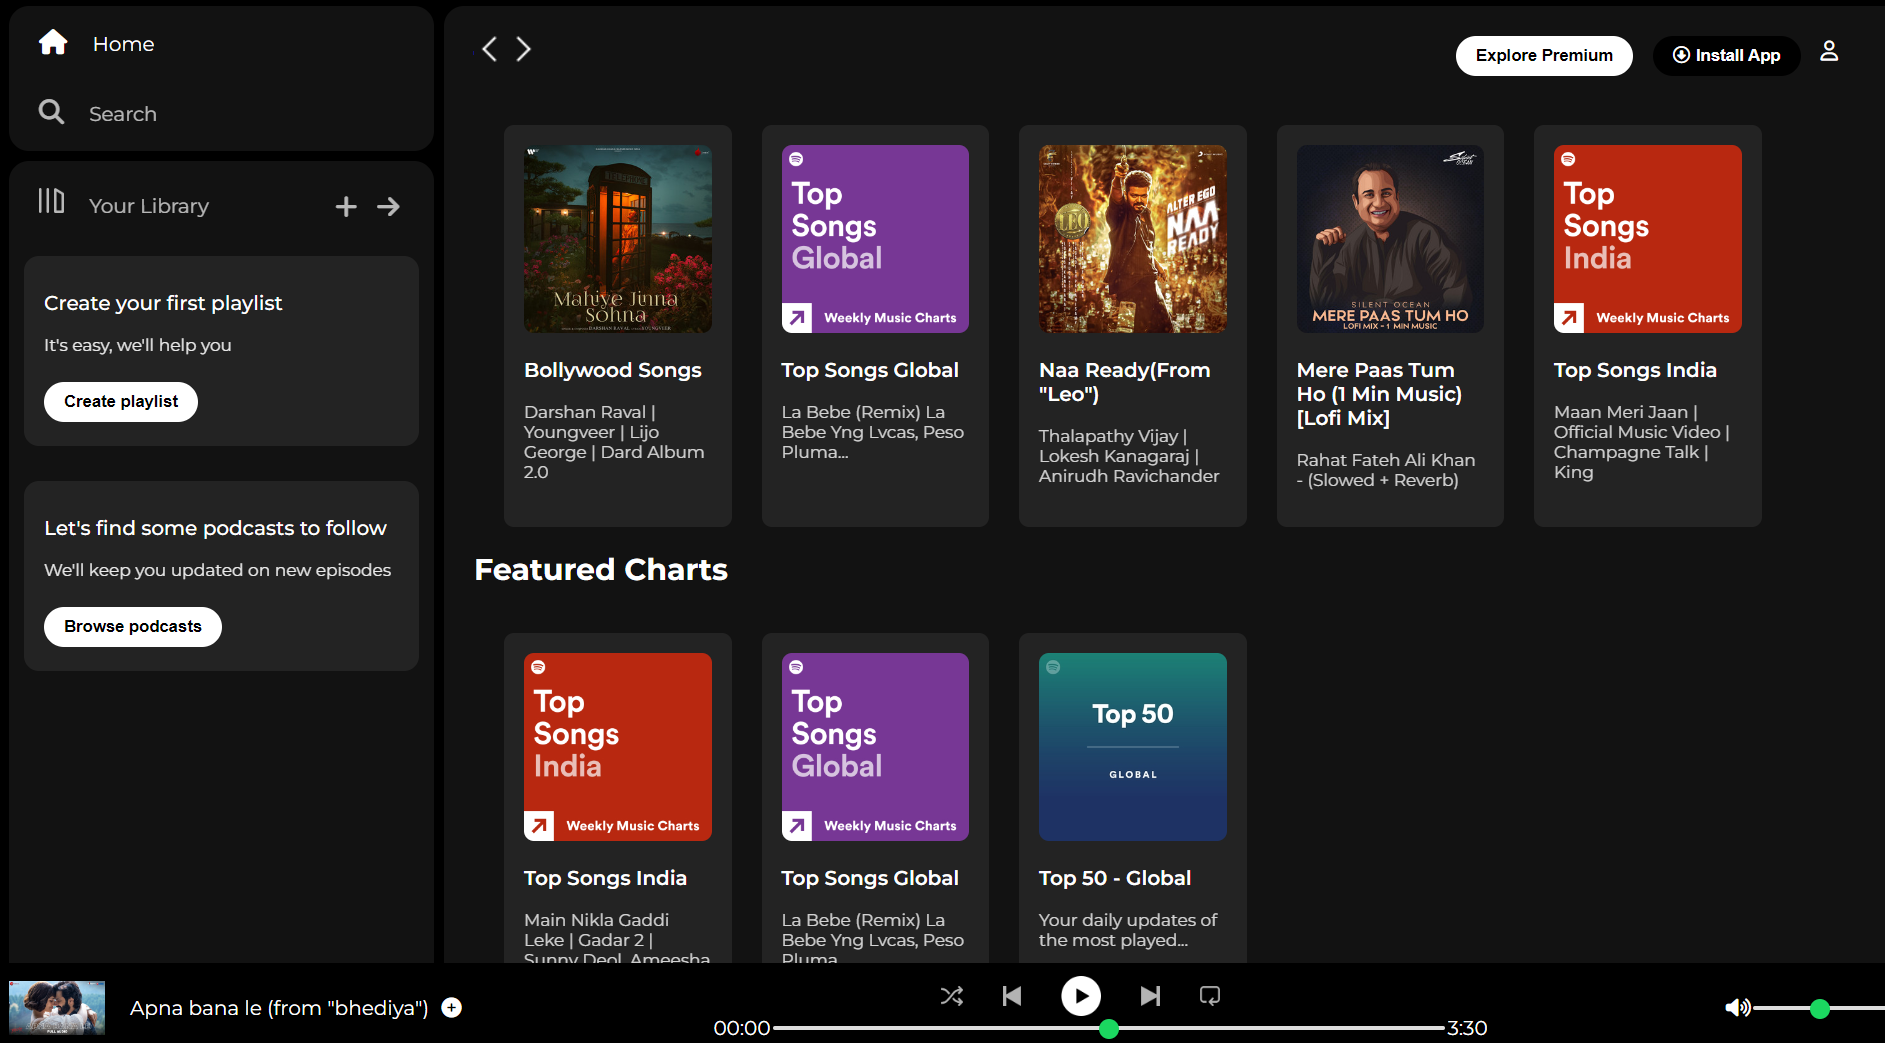 Home
Search
Your Library
Create your first playlist
It's easy, we'll help you
Create playlist
Let's find some podcasts to follow
We'll keep you updated on new episodes
Browse podcasts
Explore Premium
Install App
Mahiye Jinna
Sohna
Bollywood Songs
Darshan Raval |
Youngveer | Lijo
George | Dard Album
2.0
Top
Songs
Global
Weekly Music Charts
Top Songs Global
La Bebe (Remix) La
Bebe Yng Lvcas, Peso
Pluma...
LEO
ALTER EGO
NAA
READY
Naa Ready(From
"Leo")
Thalapathy Vijay |
Lokesh Kanagaraj |
Anirudh Ravichander
SILENT OCEAN
MERE PAAS TUM HO
LOFI MIX - 1 MIN MUSIC
Mere Paas Tum
Ho (1 Min Music)
[Lofi Mix]
Rahat Fateh Ali Khan
- (Slowed + Reverb)
Top
Songs
India
Weekly Music Charts
Top Songs India
Maan Meri Jaan |
Official Music Video |
Champagne Talk |
King
Featured Charts
Top
Songs
India
Weekly Music Charts
Top Songs India
Main Nikla Gaddi
Leke | Gadar 2 |
Sunny Deol, Ameesha
Top
Songs
Global
Weekly Music Charts
Top Songs Global
La Bebe (Remix) La
Bebe Yng Lvcas, Peso
Pluma
Top 50
GLOBAL
Top 50 - Global
Your daily updates of
the most played...
FULL AUDIO
Apna bana le (from "bhediya")
00:00
3:30